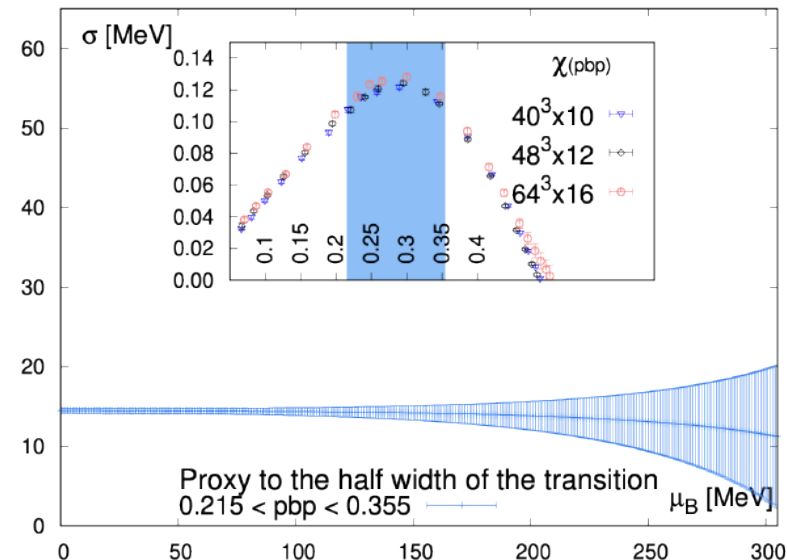 σ [MeV]
60
50
40
30
20
10
0
0.14
0.12
0.10
0.08
0.06
0.04
0.02
0.00
χ(pbp)
40³x10
48³x12
64³x16
0.1 0.15 0.2 0.25 0.3 0.35 0.4
Proxy to the half width of the transition
0.215 < pbp < 0.355
μB [MeV]
0 50 100 150 200 250 300